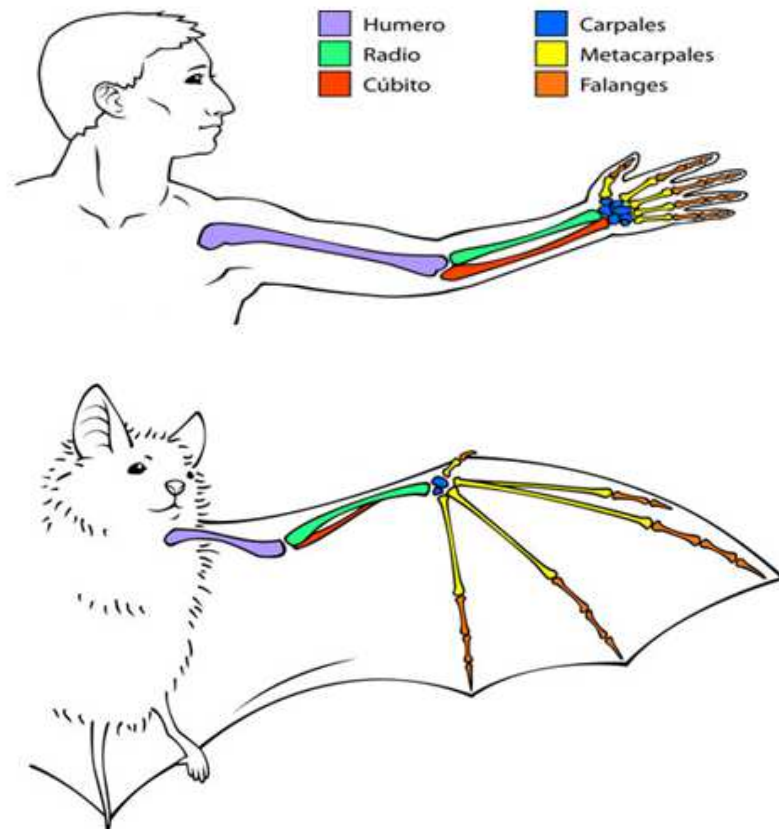 Humero
Radio
Cúbito
Carpales
Metacarpales
Falanges